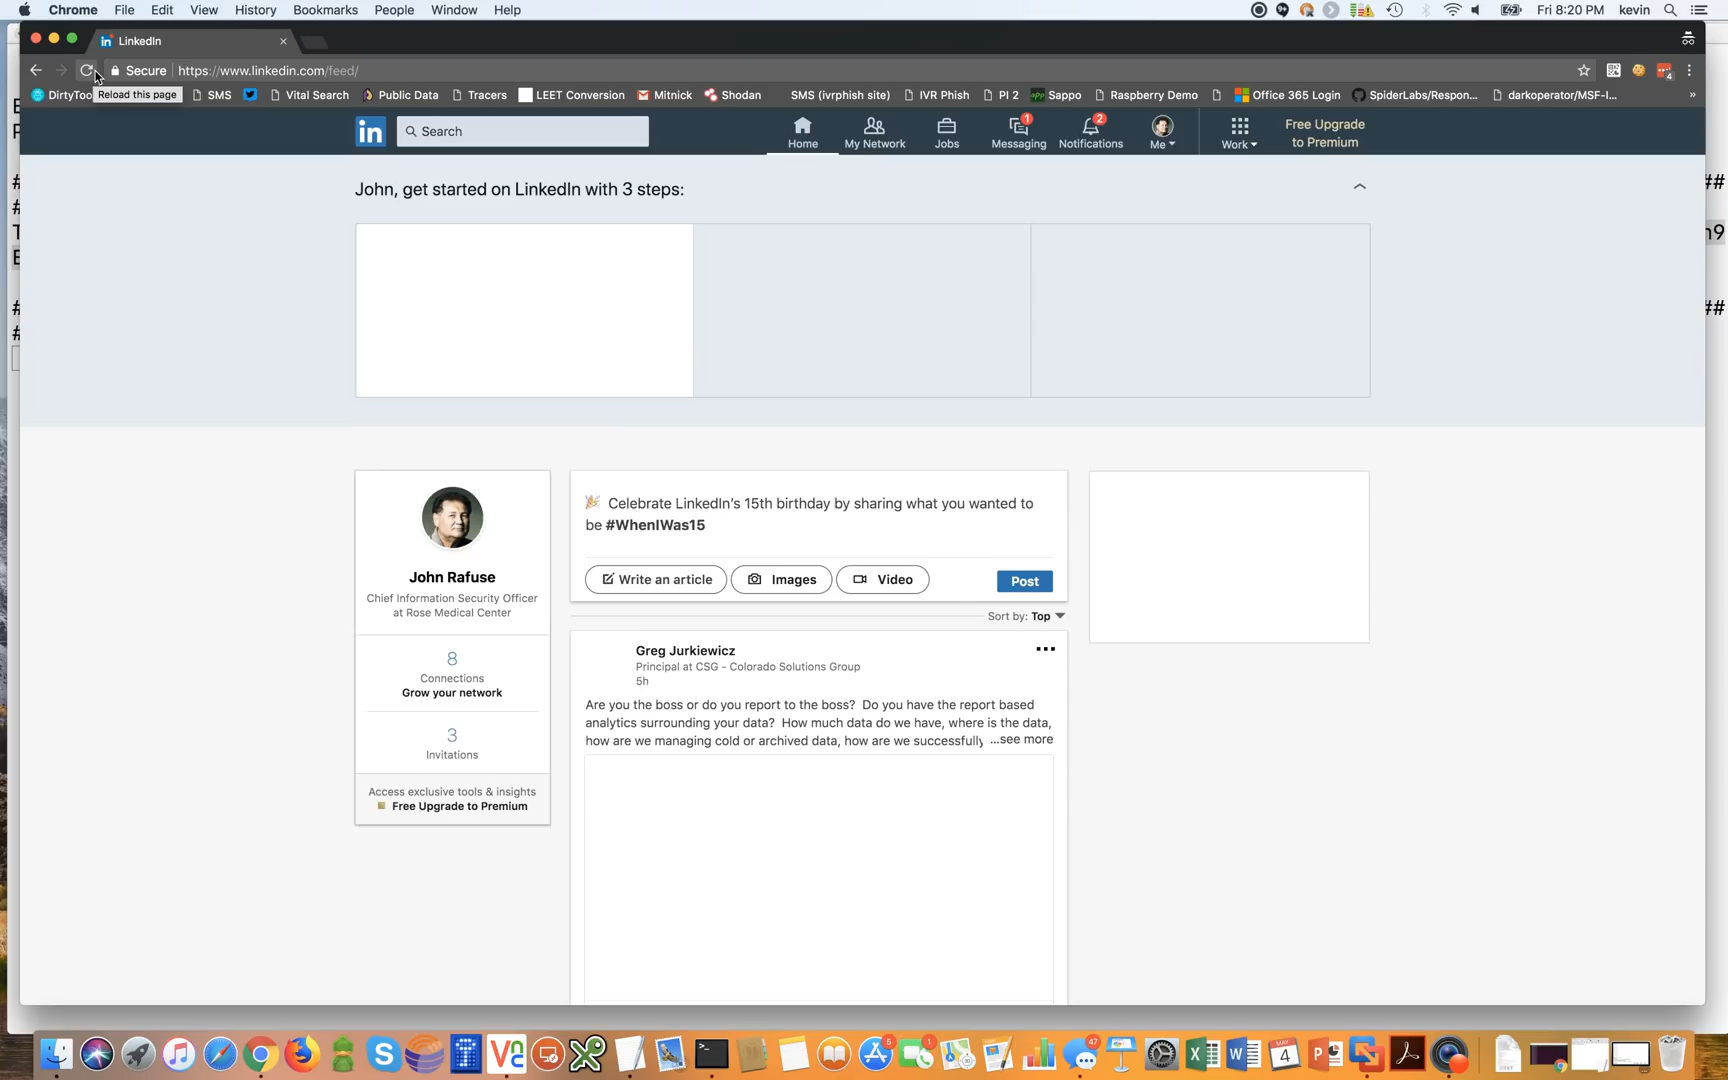 Chrome File Edit View History Bookmarks People Window Help
Fri 8:20 PM kevin
LinkedIn
Secure https://www.linkedin.com/feed/
Reload this page
DirtyToo
SMS
Vital Search
Public Data
Tracers
LEET Conversion
Mitnick
Shodan
SMS (ivrphish site)
IVR Phish
PI 2
Sappo
Raspberry Demo
Office 365 Login
SpiderLabs/Respon...
darkoperator/MSF-I...
»
in
Search
Home
My Network
Jobs
1
Messaging
2
Notifications
Me
Work
Free Upgrade
to Premium
John, get started on LinkedIn with 3 steps:
John Rafuse
Chief Information Security Officer
at Rose Medical Center
8
Connections
Grow your network
3
Invitations
Access exclusive tools & insights
Free Upgrade to Premium
Celebrate LinkedIn's 15th birthday by sharing what you wanted to
be #WhenIWas15
Write an article
Images
Video
Post
Sort by: Top
Greg Jurkiewicz
Principal at CSG - Colorado Solutions Group
5h
Are you the boss or do you report to the boss? Do you have the report based
analytics surrounding your data? How much data do we have, where is the data,
how are we managing cold or archived data, how are we successfully ...see more
##
##
MAY
4
47